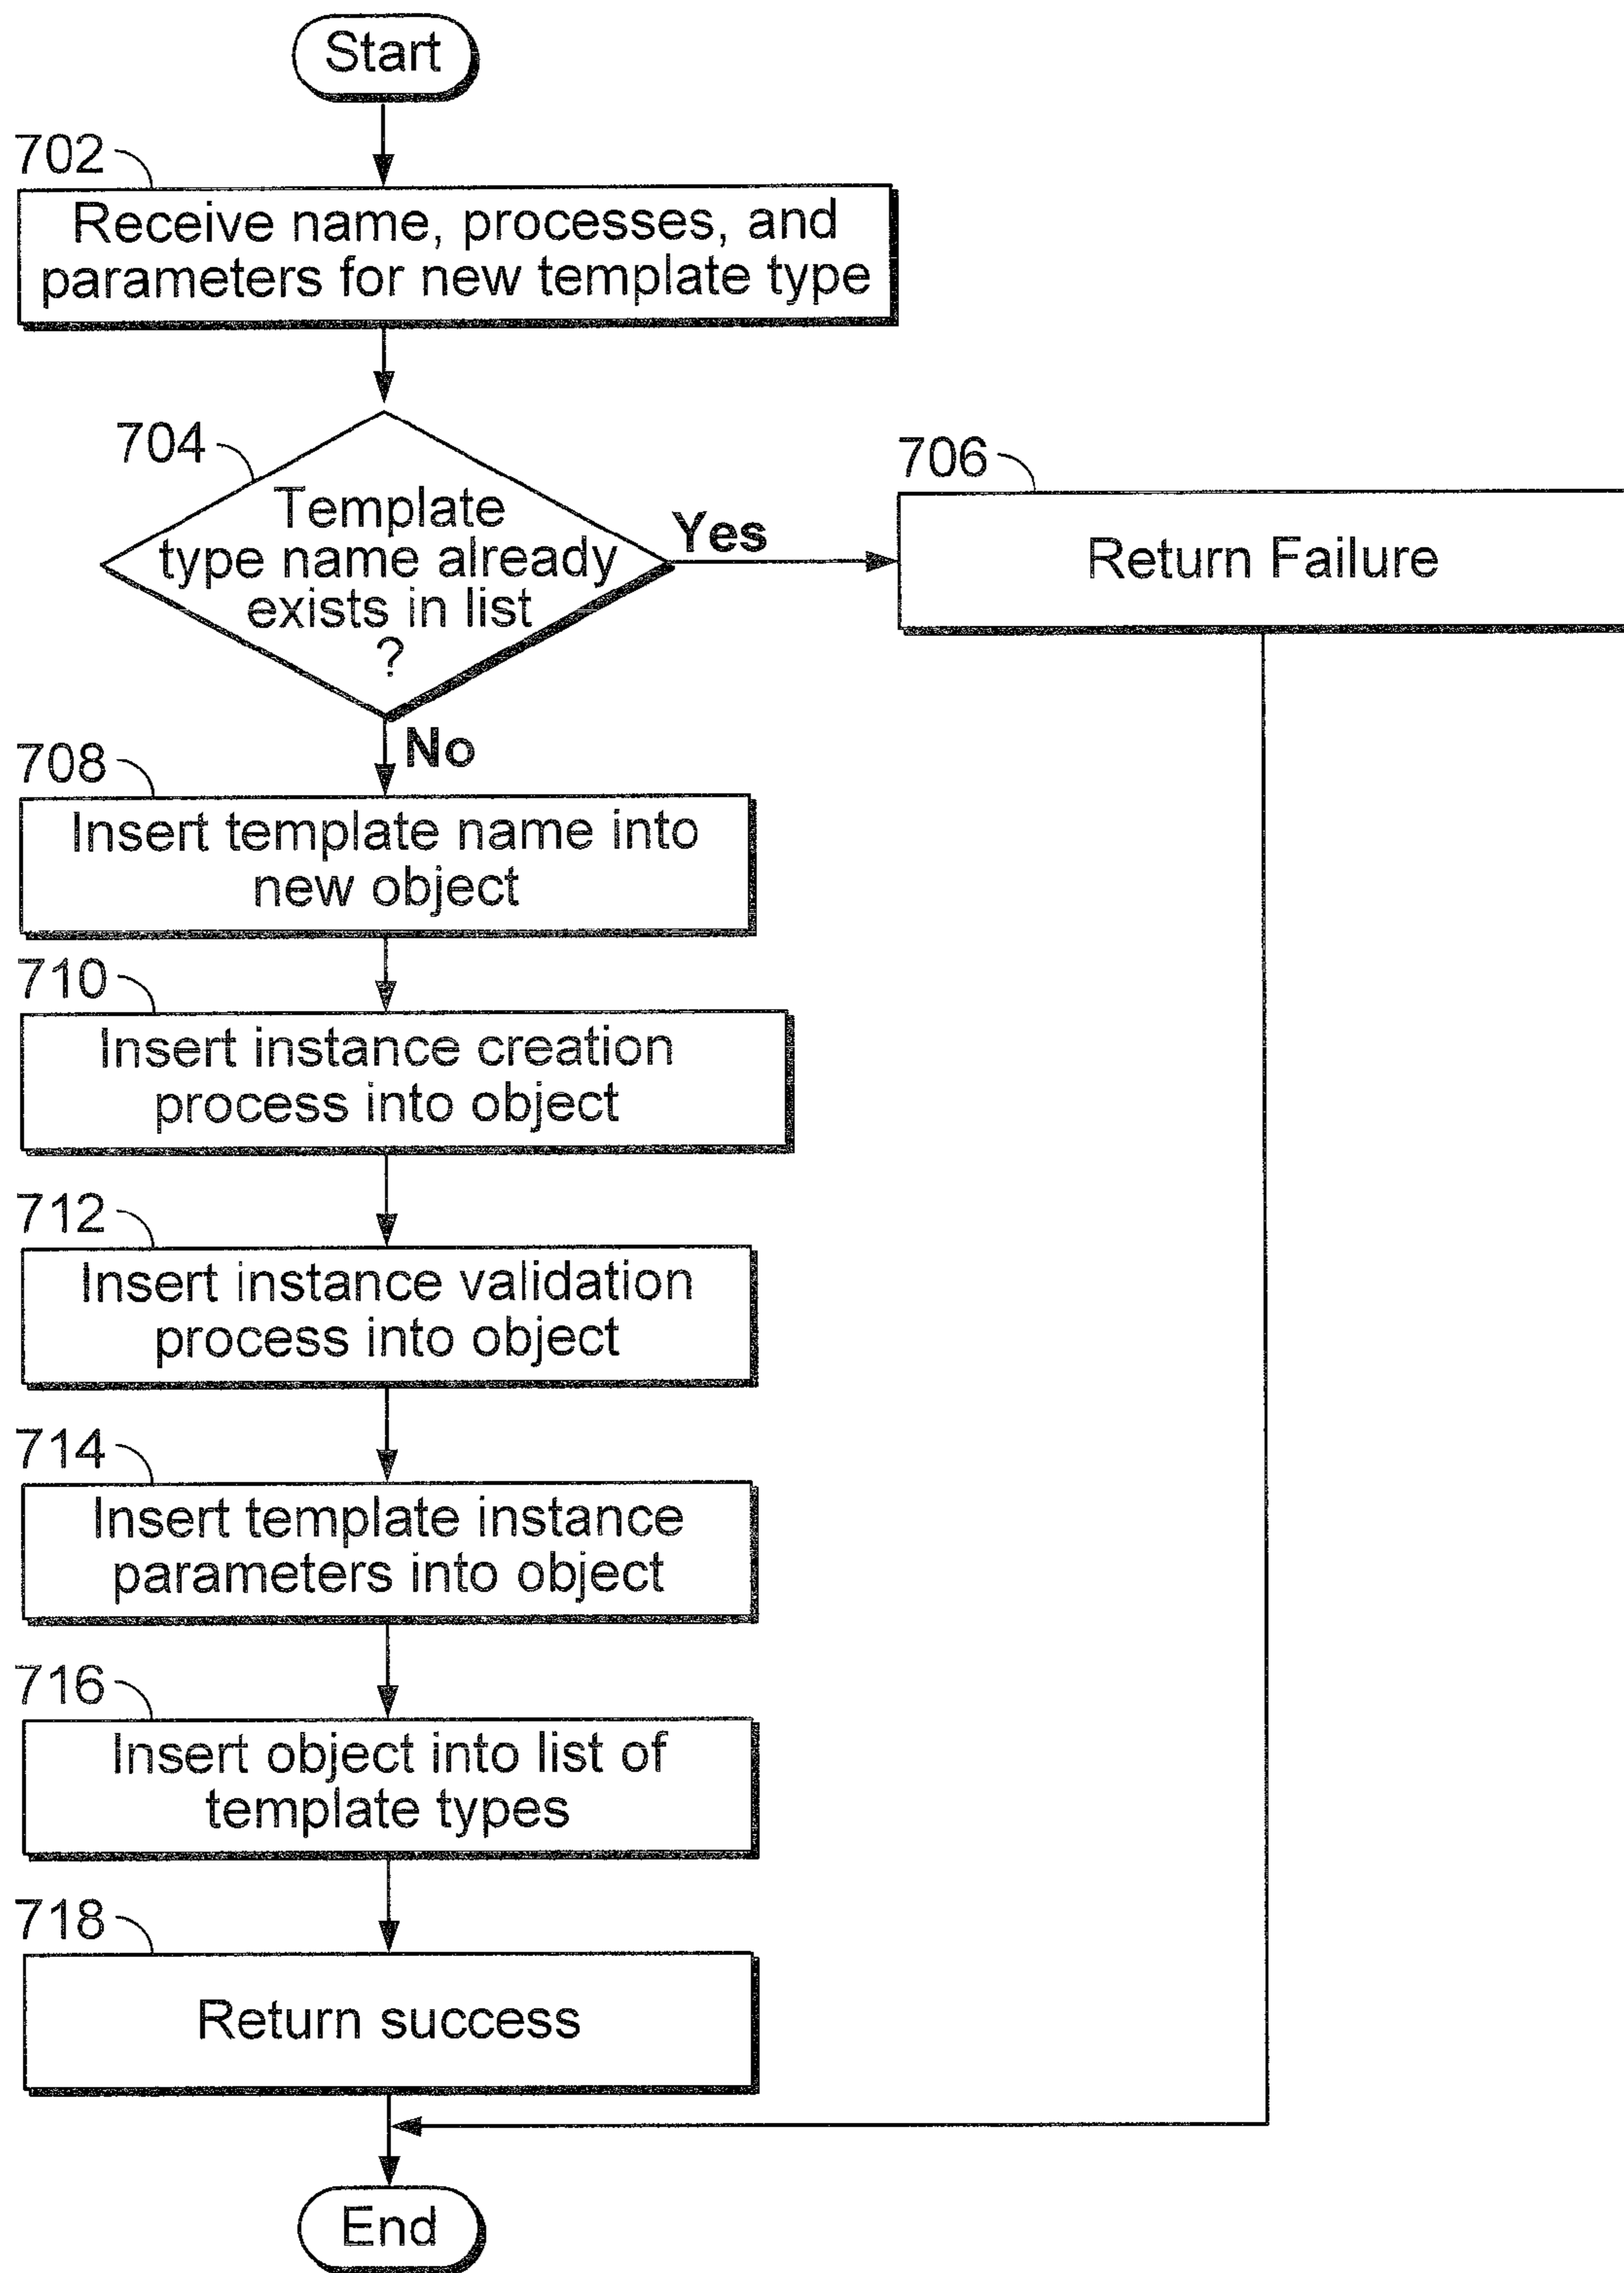 Start
702
Receive name, processes, and
parameters for new template type
704
Template
type name already
exists in list
?
Yes
706
Return Failure
No
708
Insert template name into
new object
710
Insert instance creation
process into object
712
Insert instance validation
process into object
714
Insert template instance
parameters into object
716
Insert object into list of
template types
718
Return success
End